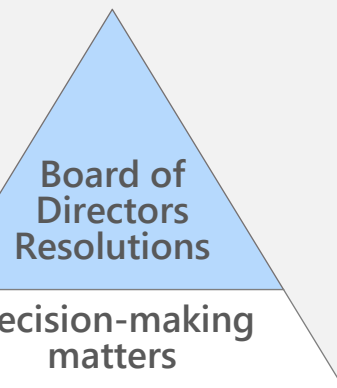 Board of
Directors
Resolutions
ecision-making
matters